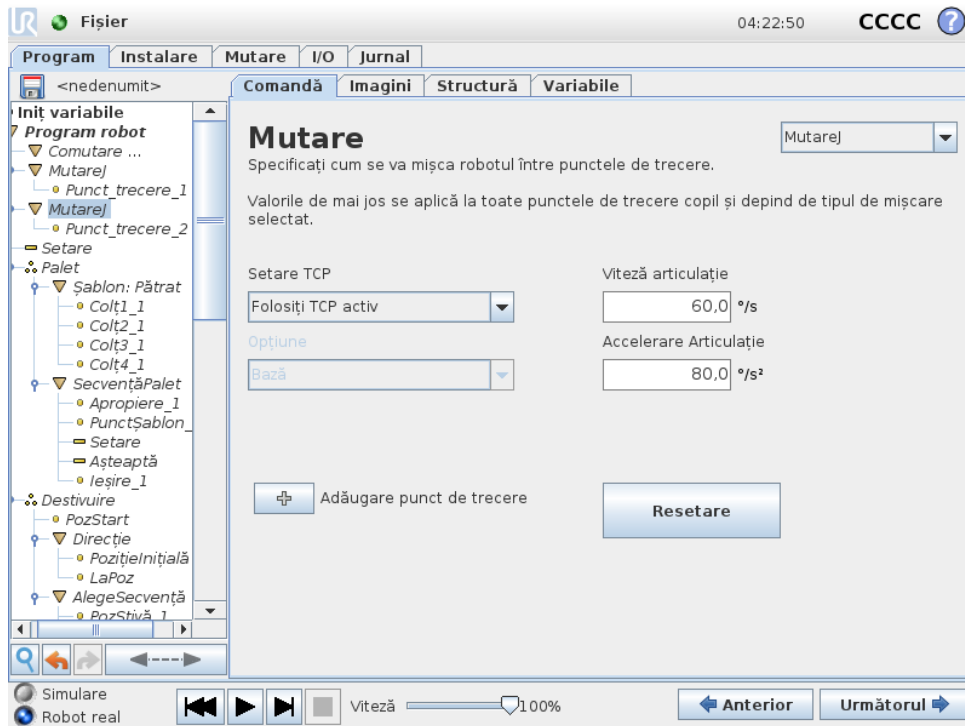 UR Fișier 04:22:50 CCCC ?
Program Instalare Mutare I/O Jurnal
<nedenumit> Comandă Imagini Structură Variabile
Iniț variabile
Program robot
Comutare ...
MutareJ
Punct_trecere_1
MutareJ
Punct_trecere_2
Setare
Palet
Șablon: Pătrat
Colț1_1
Colț2_1
Colț3_1
Colț4_1
SecvențăPalet
Apropiere_1
PunctȘablon_
Setare
Așteaptă
Ieșire_1
Destivuire
PozStart
Direcție
PozițieInițială
LaPoz
AlegeSecvență
PozStivă_1
Mutare MutareJ
Specificați cum se va mișca robotul între punctele de trecere.
Valorile de mai jos se aplică la toate punctele de trecere copil și depind de tipul de mișcare
selectat.
Setare TCP Viteză articulație
Folosiți TCP activ 60,0 °/s
Opțiune Accelerare Articulație
Bază 80,0 °/s²
Adăugare punct de trecere Resetare
Simulare
Robot real
Viteză 100% Anterior Următorul